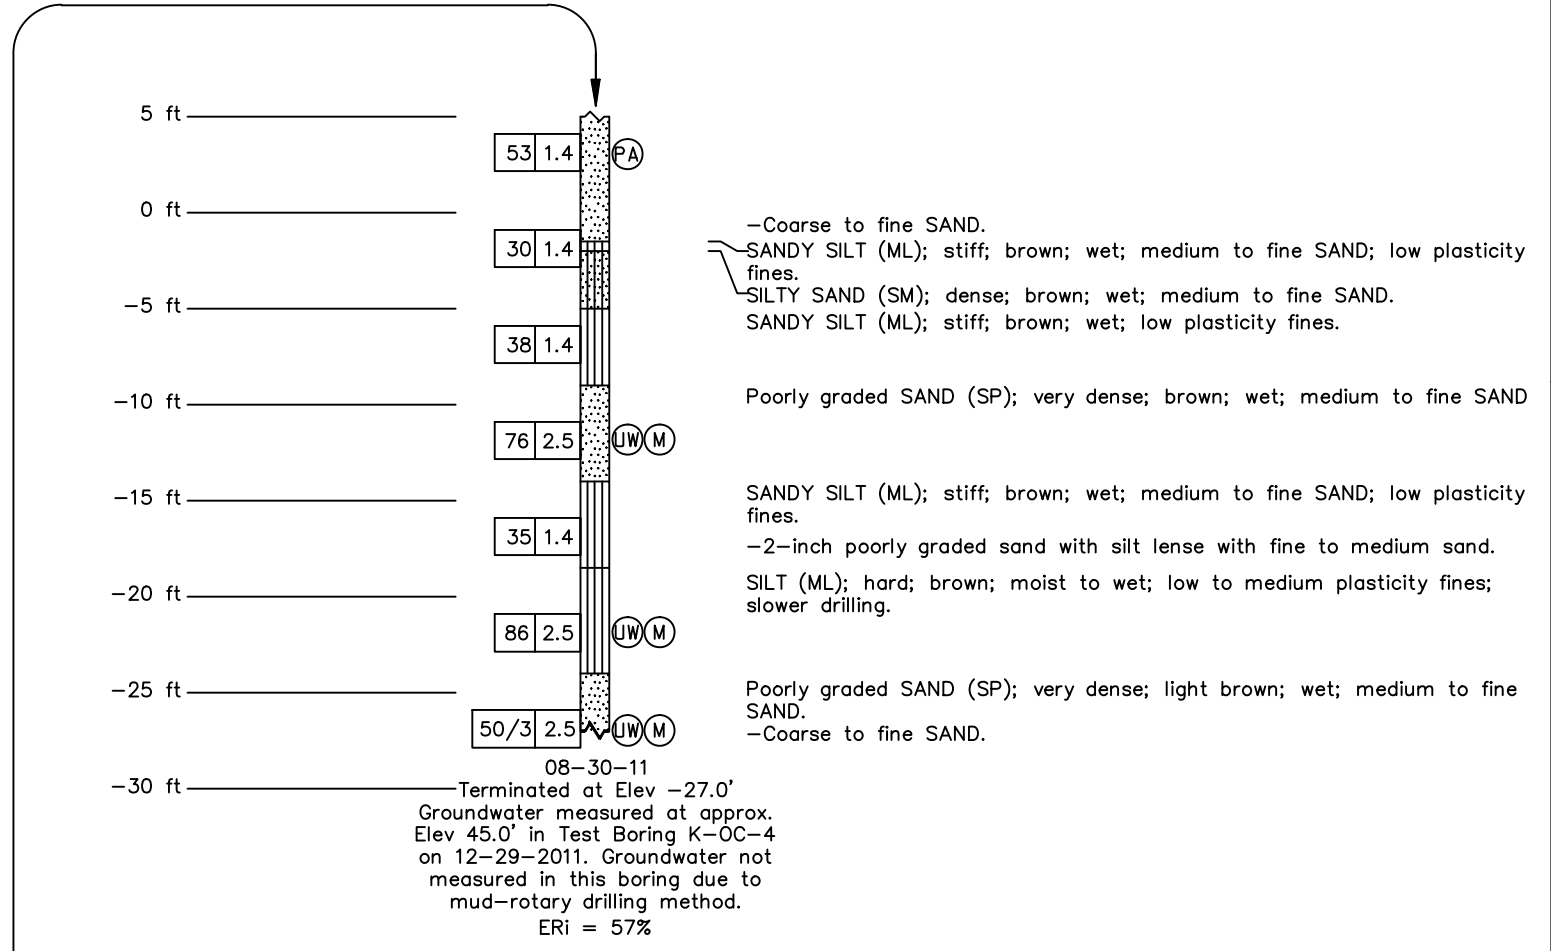 5 ft
53 1.4 PA
0 ft
-Coarse to fine SAND.
30 1.4
SANDY SILT (ML); stiff; brown; wet; medium to fine SAND; low plasticity
fines.
SILTY SAND (SM); dense; brown; wet; medium to fine SAND.
-5 ft
SANDY SILT (ML); stiff; brown; wet; low plasticity fines.
38 1.4
-10 ft
Poorly graded SAND (SP); very dense; brown; wet; medium to fine SAND
76 2.5 UW M
-15 ft
SANDY SILT (ML); stiff; brown; wet; medium to fine SAND; low plasticity
fines.
35 1.4
-2-inch poorly graded sand with silt lense with fine to medium sand.
-20 ft
SILT (ML); hard; brown; moist to wet; low to medium plasticity fines;
slower drilling.
86 2.5 UW M
-25 ft
Poorly graded SAND (SP); very dense; light brown; wet; medium to fine
SAND.
50/3 2.5 UW M
-Coarse to fine SAND.
-30 ft
08-30-11
Terminated at Elev -27.0'
Groundwater measured at approx.
Elev 45.0' in Test Boring K-OC-4
on 12-29-2011. Groundwater not
measured in this boring due to
mud-rotary drilling method.
ERi = 57%